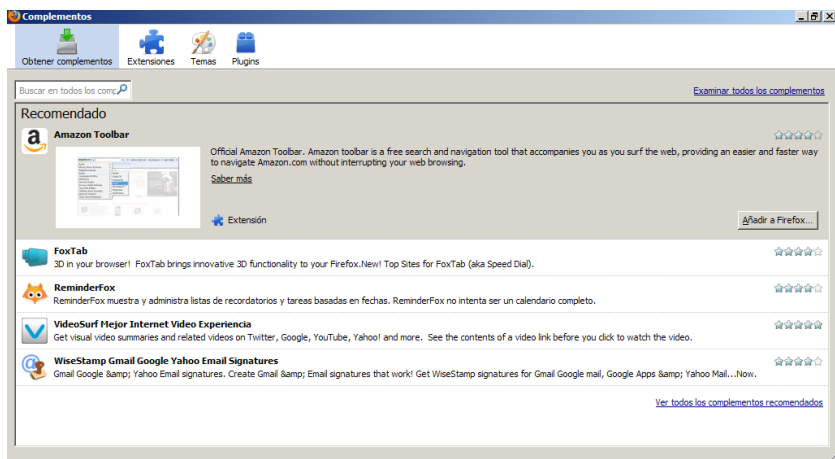 Complementos
Obtener complementos Extensiones Temas Plugins
Buscar en todos los comp
Examinar todos los complementos
Recomendado
Amazon Toolbar
Official Amazon Toolbar. Amazon toolbar is a free search and navigation tool that accompanies you as you surf the web, providing an easier and faster way
to navigate Amazon.com without interrupting your web browsing.
Saber más
Extensión
Añadir a Firefox...
FoxTab
3D in your browser! FoxTab brings innovative 3D functionality to your Firefox.New! Top Sites for FoxTab (aka Speed Dial).
ReminderFox
ReminderFox muestra y administra listas de recordatorios y tareas basadas en fechas. ReminderFox no intenta ser un calendario completo.
VideoSurf Mejor Internet Video Experiencia
Get visual video summaries and related videos on Twitter, Google, YouTube, Yahoo! and more. See the contents of a video link before you click to watch the video.
WiseStamp Gmail Google Yahoo Email Signatures
Gmail Google &amp; Yahoo Email signatures. Create Gmail &amp; Email signatures that work! Get WiseStamp signatures for Gmail Google mail, Google Apps &amp; Yahoo Mail...Now.
Ver todos los complementos recomendados